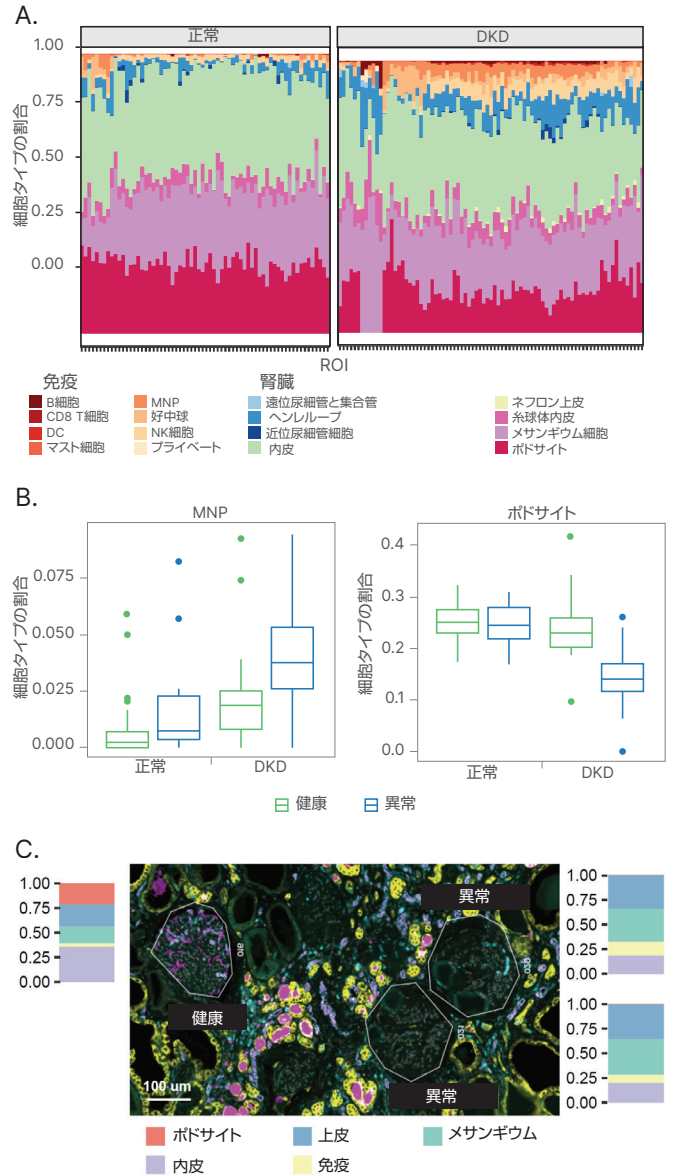 A.
正常
DKD
細胞タイプの割合
1.00
0.75
0.50
0.25
0.00
ROI
免疫
B細胞
CD8 T細胞
DC
マスト細胞
MNP
好中球
NK細胞
プライベート
腎臓
遠位尿細管と集合管
ヘンレループ
近位尿細管細胞
内皮
ネフロン上皮
糸球体内皮
メサンギウム細胞
ポドサイト
B.
MNP
細胞タイプの割合
0.075
0.050
0.025
0.000
正常
DKD
ポドサイト
細胞タイプの割合
0.4
0.3
0.2
0.1
0.0
正常
DKD
健康
異常
C.
1.00
0.75
0.50
0.25
0.00
健康
異常
異常
100 um
1.00
0.75
0.50
0.25
0.00
1.00
0.75
0.50
0.25
0.00
ポドサイト
上皮
メサンギウム
内皮
免疫